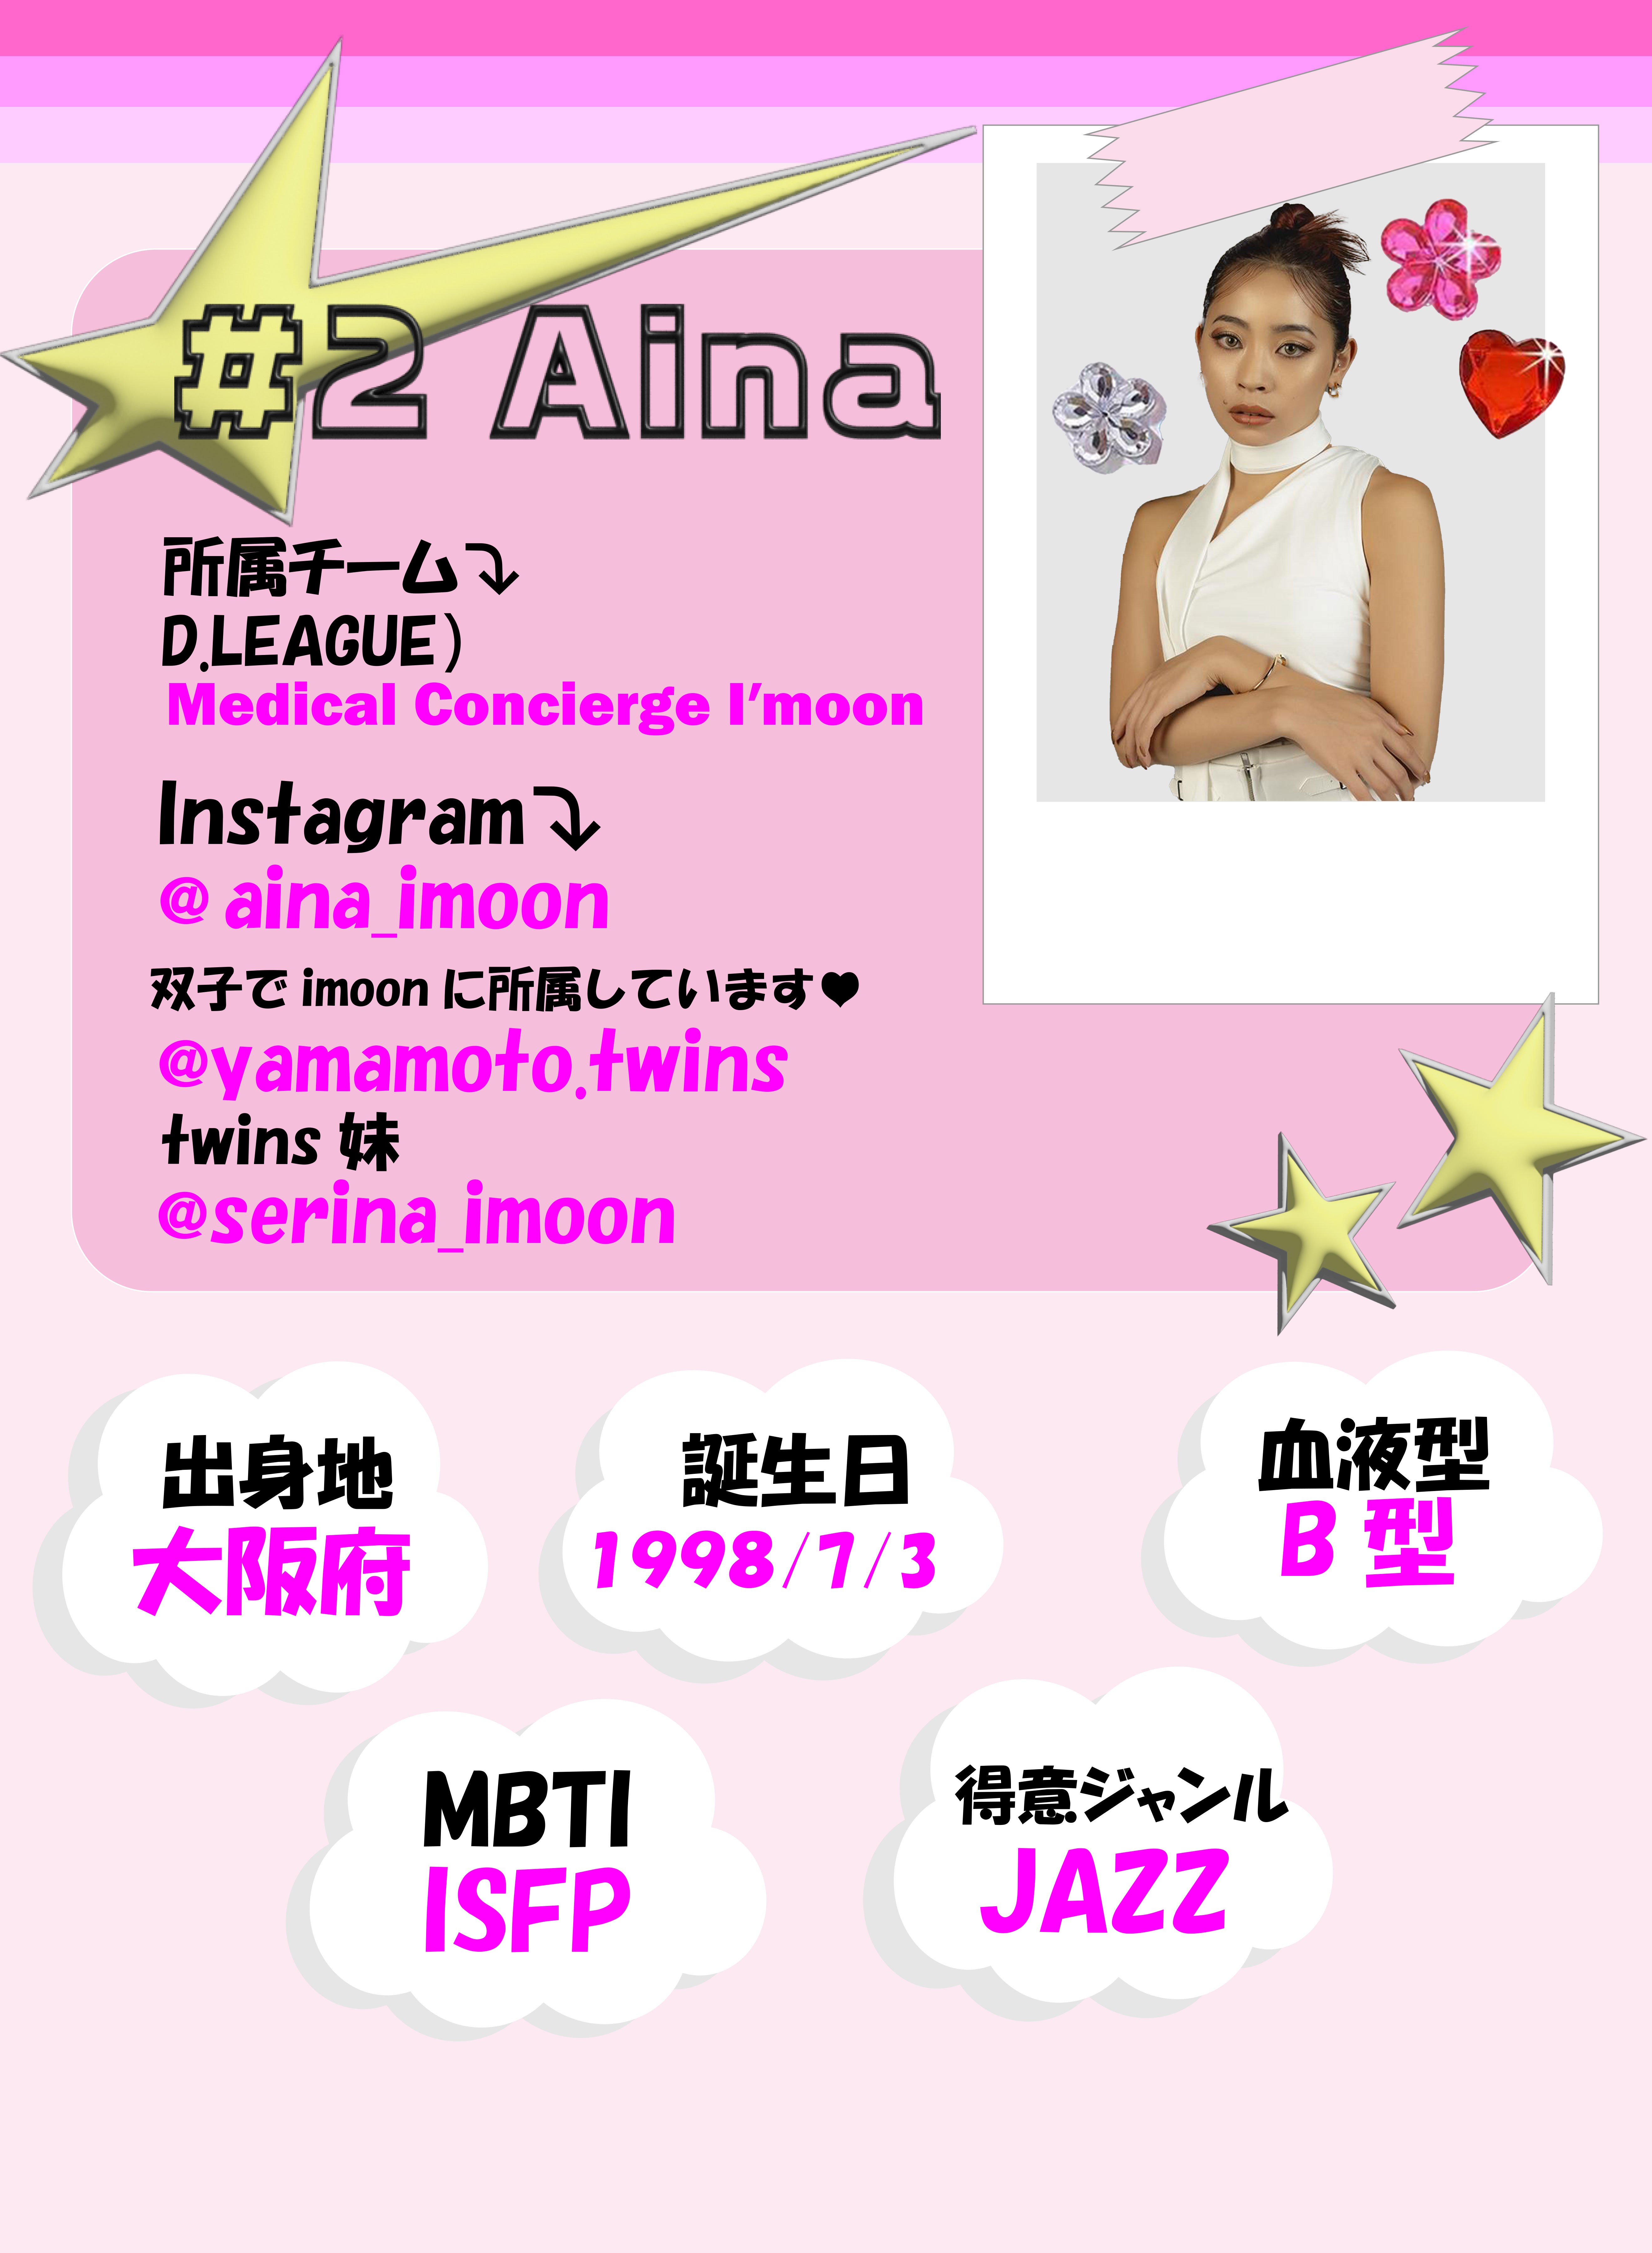 #2 Aina
所属チーム⤵
D.LEAGUE)
Medical Concierge I'moon
Instagram⤵
@ aina_imoon
双子で imoon に所属しています♥
@yamamoto.twins
twins 妹
@serina_imoon
出身地
大阪府
誕生日
1998/7/3
血液型
B 型
MBTI
ISFP
得意ジャンル
JAZZ